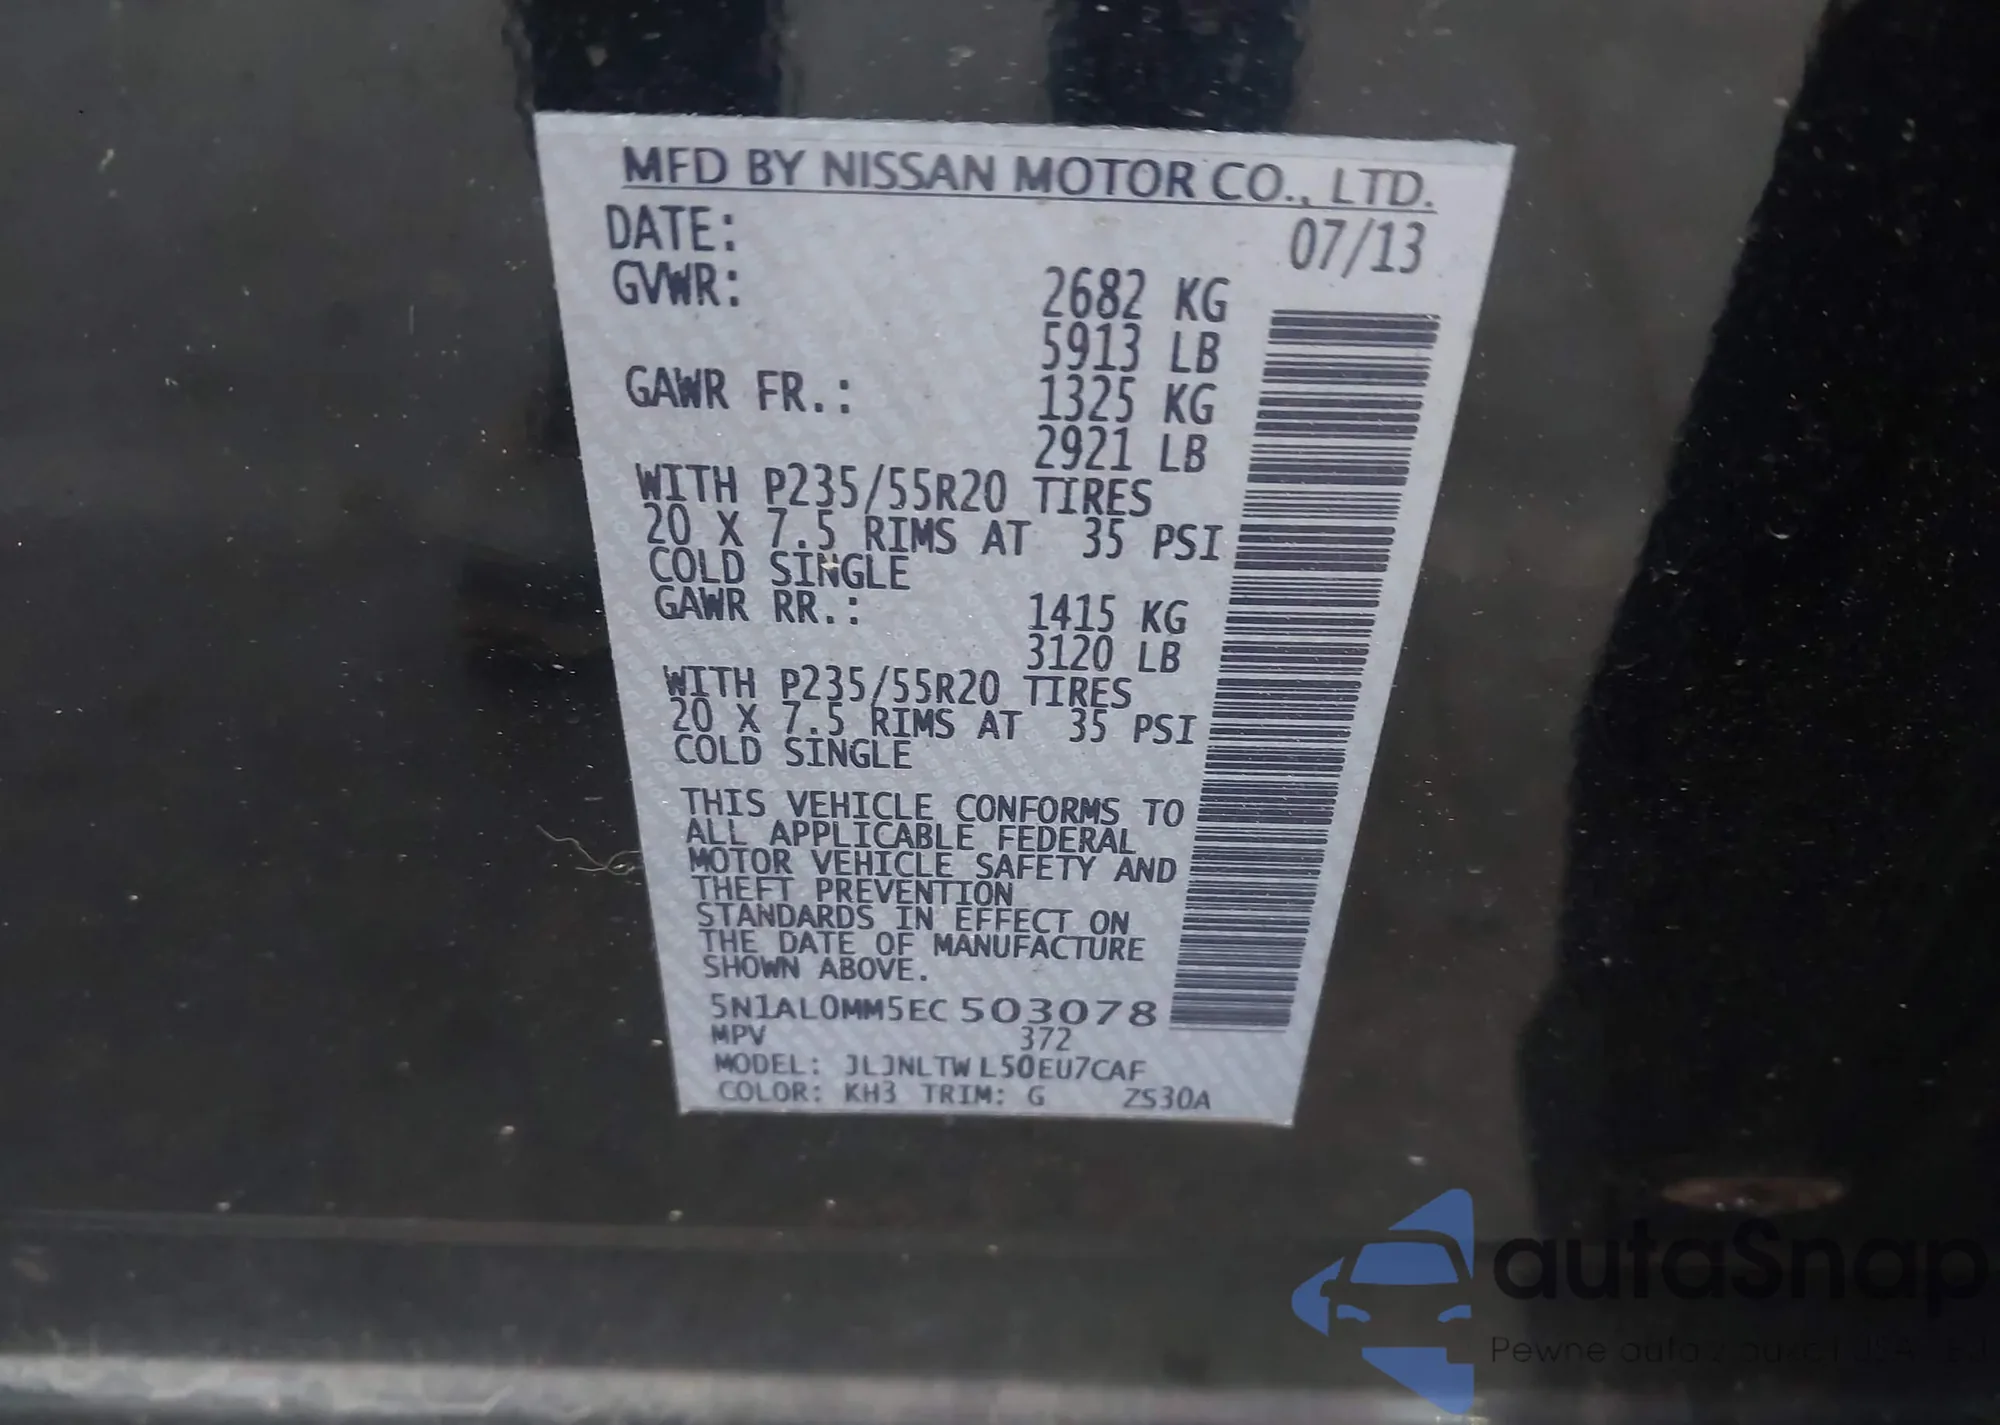 MFD BY NISSAN MOTOR CO., LTD.
DATE: 07/13
GVWR: 2682 KG
5913 LB
GAWR FR.: 1325 KG
2921 LB
WITH P235/55R20 TIRES
20 X 7.5 RIMS AT 35 PSI
COLD SINGLE
GAWR RR.: 1415 KG
3120 LB
WITH P235/55R20 TIRES
20 X 7.5 RIMS AT 35 PSI
COLD SINGLE
THIS VEHICLE CONFORMS TO
ALL APPLICABLE FEDERAL
MOTOR VEHICLE SAFETY AND
THEFT PREVENTION
STANDARDS IN EFFECT ON
THE DATE OF MANUFACTURE
SHOWN ABOVE.
5N1AL0MM5EC 503078
MPV 372
MODEL: JLJNLTW L50EU7CAF
COLOR: KH3 TRIM: G ZS30A
autaSnap
Pewne auta z